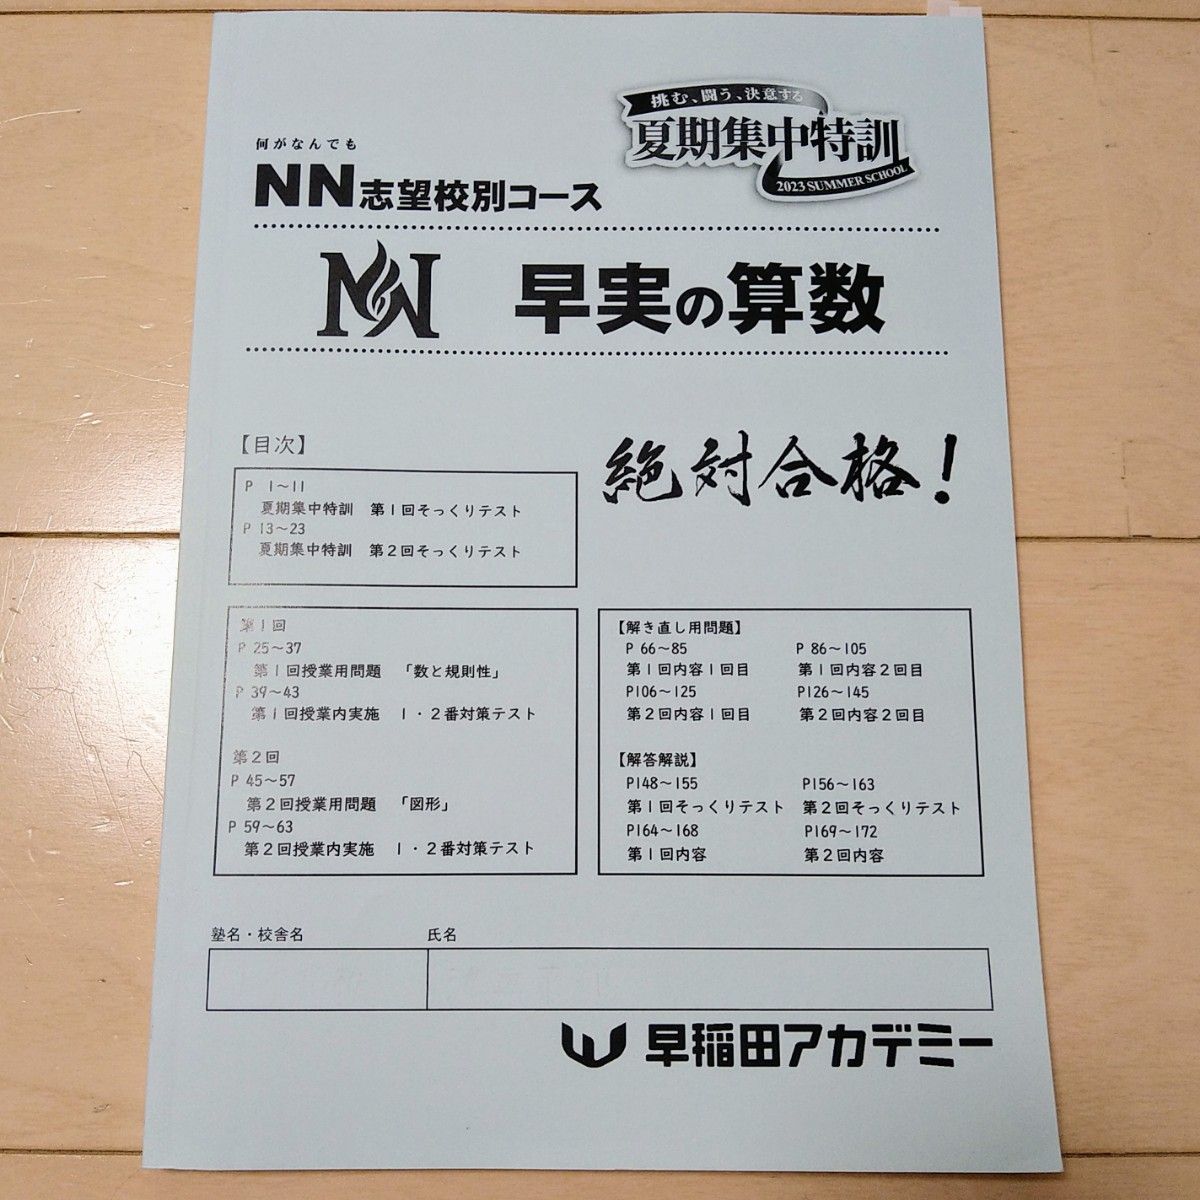 挑む、闘う、決意する
夏期集中特訓
2023 SUMMER SCHOOL
何がなんでも
NN志望校別コース
早実の算数
【目次】
絶対合格！
P 1～11
夏期集中特訓 第1回そっくりテスト
P 13～23
夏期集中特訓 第2回そっくりテスト
第1回
P 25～37
第1回授業用問題 「数と規則性」
P 39～43
第1回授業内実施 1・2番対策テスト
第2回
P 45～57
第2回授業用問題 「図形」
P 59～63
第2回授業内実施 1・2番対策テスト
【解き直し用問題】
P 66～85 P 86～105
第1回内容1回目 第1回内容2回目
P106～125 P126～145
第2回内容1回目 第2回内容2回目
【解答解説】
P148～155 P156～163
第1回そっくりテスト 第2回そっくりテスト
P164～168 P169～172
第1回内容 第2回内容
塾名・校舎名 氏名
早稲田アカデミー